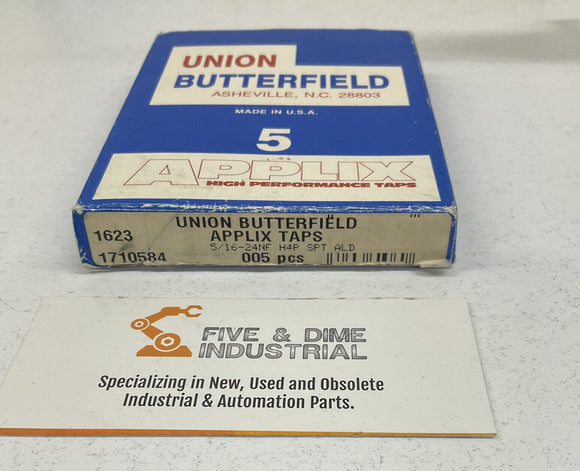 UNION
BUTTERFIELD
ASHEVILLE, N.C. 28803
MADE IN U.S.A.
5
APPLIX
HIGH PERFORMANCE TAPS
UNION BUTTERFIELD
1623 APPLIX TAPS
5/16-24NF H4P SPT ALD
1710584 005 pcs
FIVE & DIME
INDUSTRIAL
Specializing in New, Used and Obsolete
Industrial & Automation Parts.